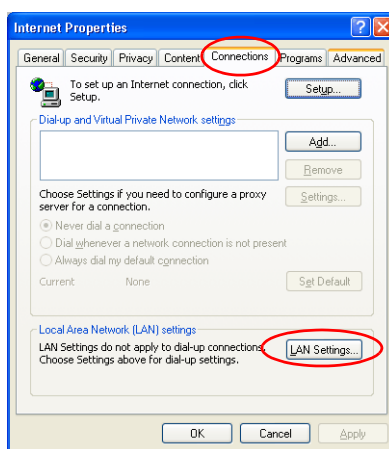 Internet Properties
General Security Privacy Content Connections Programs Advanced
To set up an Internet connection, click
Setup.
Setup...
Dial-up and Virtual Private Network settings
Add...
Remove
Choose Settings if you need to configure a proxy
server for a connection.
Settings...
Never dial a connection
Dial whenever a network connection is not present
Always dial my default connection
Current None
Set Default
Local Area Network (LAN) settings
LAN Settings do not apply to dial-up connections.
Choose Settings above for dial-up settings.
LAN Settings...
OK Cancel Apply